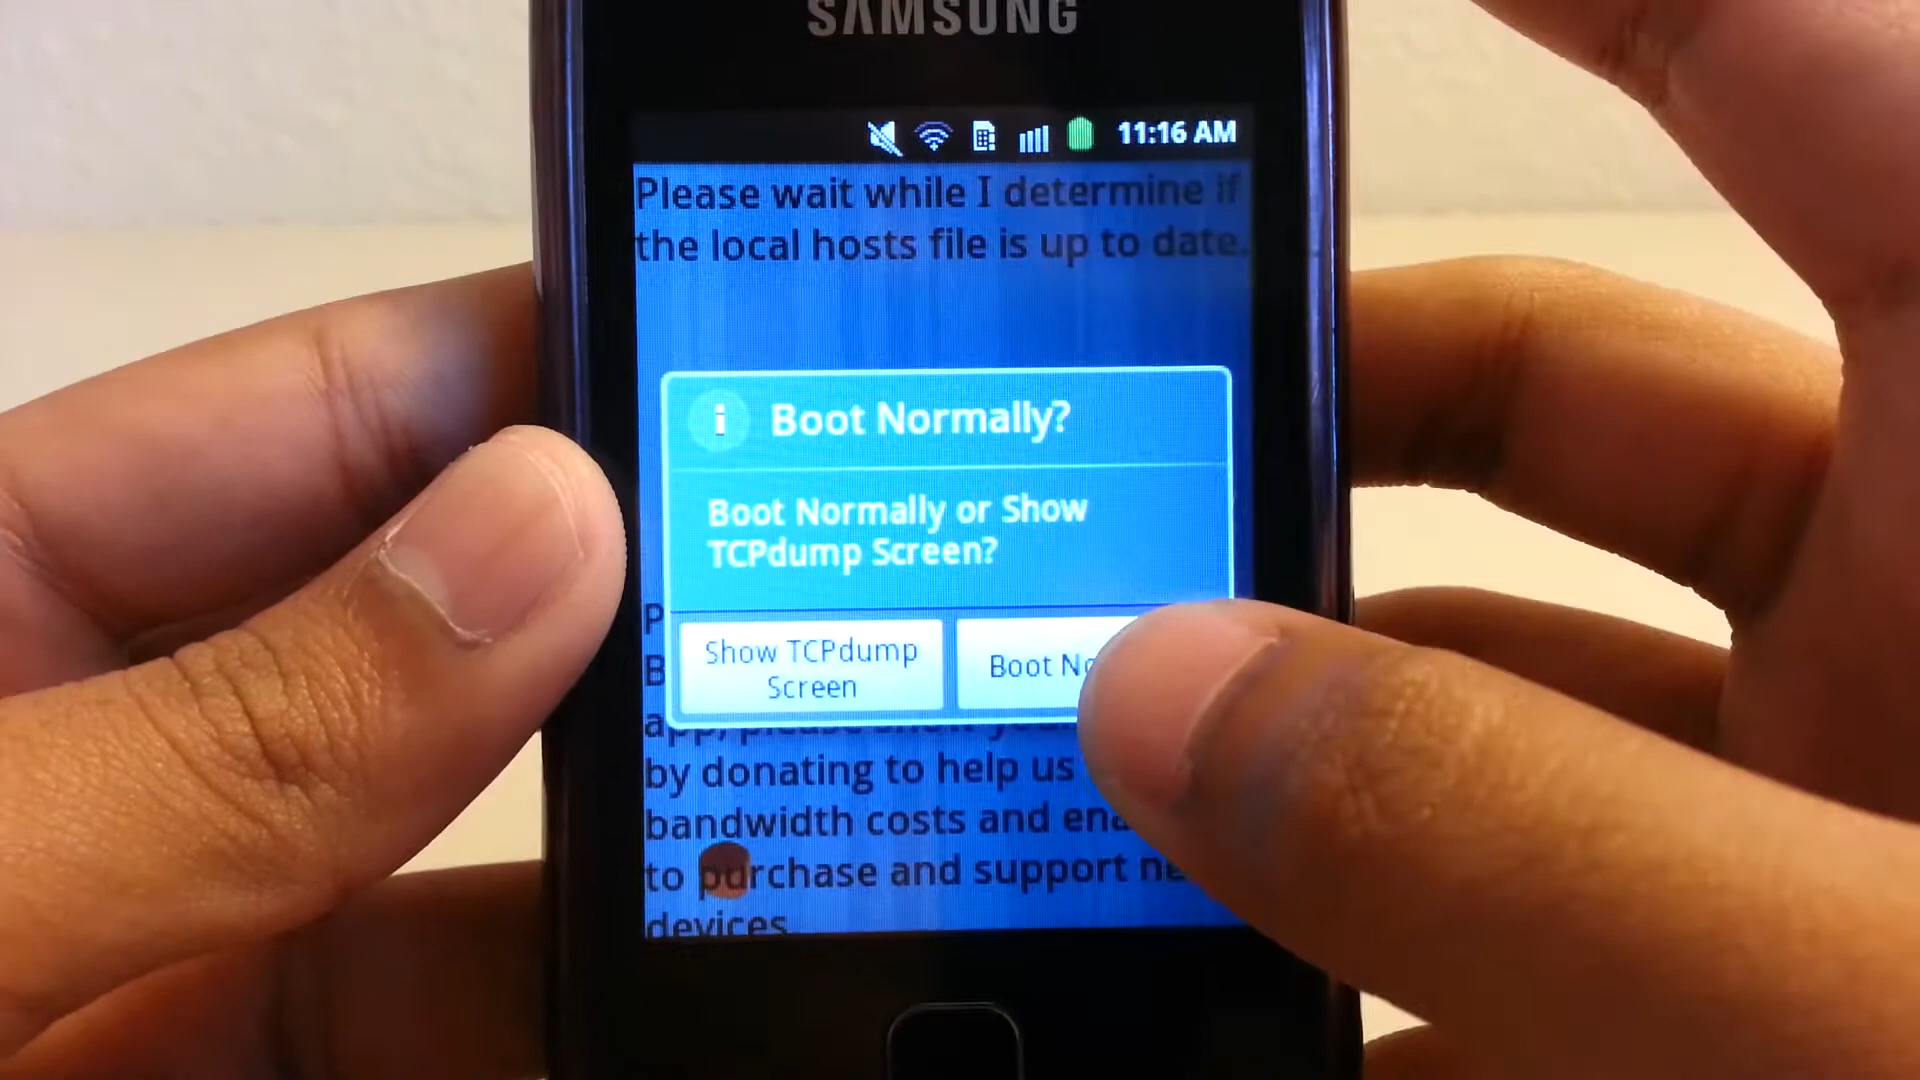 SAMSUNG
11:16 AM
Please wait while I determine if
the local hosts file is up to date.
i Boot Normally?
Boot Normally or Show
TCPdump Screen?
Show TCPdump
Screen
Boot
by donating to help us
bandwidth costs and
to purchase and support
devices